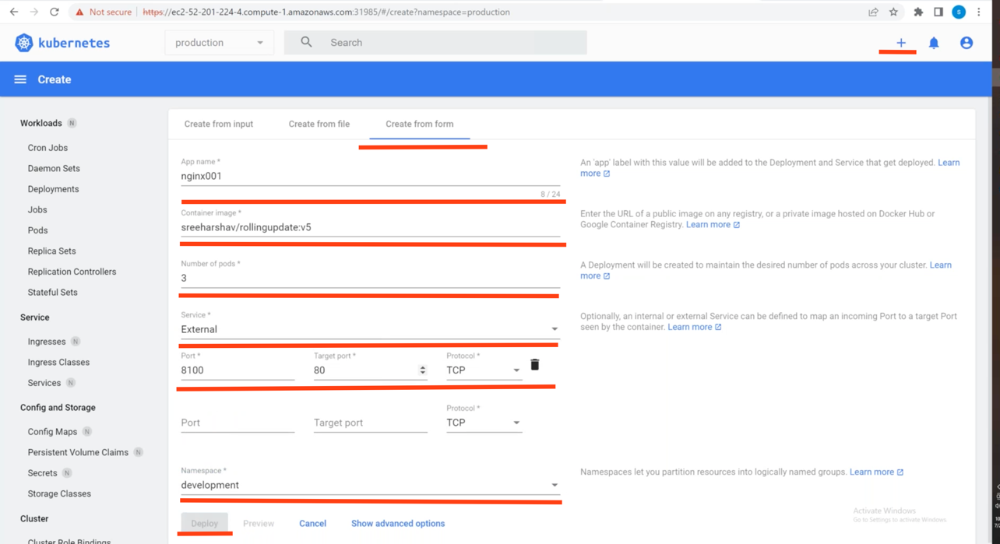 Not secure https://ec2-52-201-224-4.compute-1.amazonaws.com:31985/#/create?namespace=production
S
kubernetes
production
Search
Create
Workloads N
Cron Jobs
Daemon Sets
Deployments
Jobs
Pods
Replica Sets
Replication Controllers
Stateful Sets
Service
Ingresses N
Ingress Classes
Services N
Config and Storage
Config Maps N
Persistent Volume Claims N
Secrets N
Storage Classes
Cluster
Cluster Role Bindings
Create from input Create from file Create from form
App name *
nginx001
8 / 24
An 'app' label with this value will be added to the Deployment and Service that get deployed. Learn
more
Container image *
sreeharshav/rollingupdate:v5
Enter the URL of a public image on any registry, or a private image hosted on Docker Hub or
Google Container Registry. Learn more
Number of pods *
3
A Deployment will be created to maintain the desired number of pods across your cluster. Learn
more
Service *
External
Optionally, an internal or external Service can be defined to map an incoming Port to a target Port
seen by the container. Learn more
Port * Target port * Protocol *
8100 80 TCP
Protocol *
Port Target port TCP
Namespace *
development
Namespaces let you partition resources into logically named groups. Learn more
Deploy Preview Cancel Show advanced options
Activate Windows
Go to Settings to activate Windows.